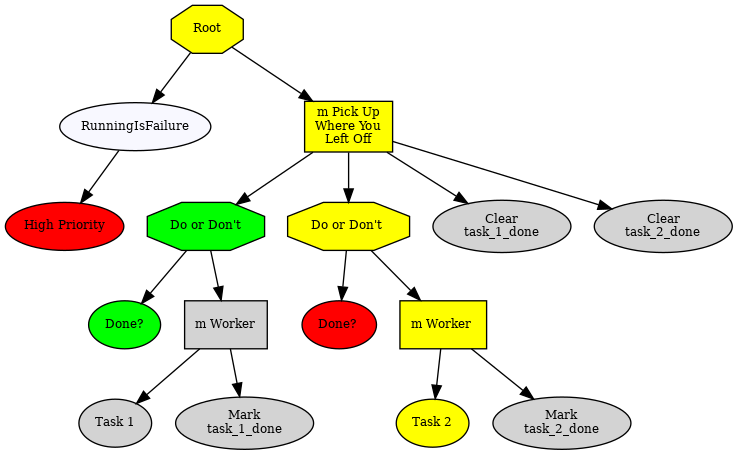 Root
RunningIsFailure
m Pick Up
Where You
Left Off
High Priority
Do or Don't
Do or Don't
Clear
task_1_done
Clear
task_2_done
Done?
m Worker
Done?
m Worker
Task 1
Mark
task_1_done
Task 2
Mark
task_2_done